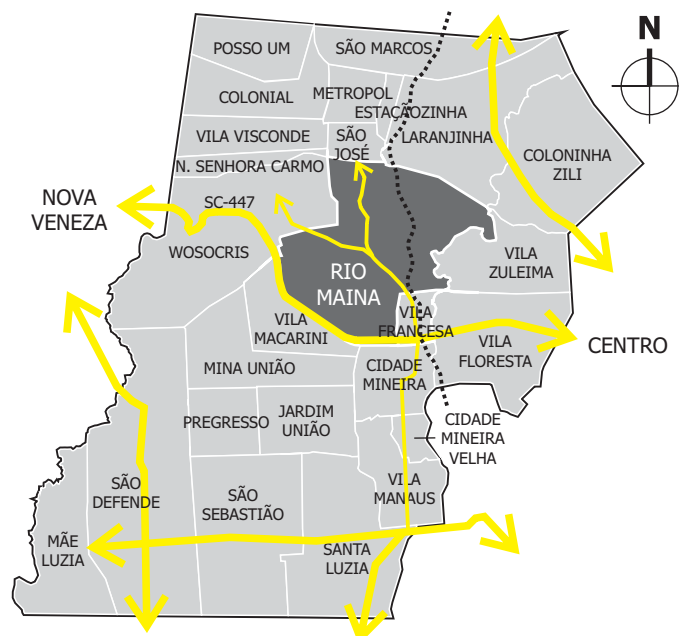 N
POSSO UM
SÃO MARCOS
COLONIAL
METROPOL
ESTAÇÃOZINHA
VILA VISCONDE
SÃO
JOSÉ
LARANJINHA
COLONINHA
ZILI
N. SENHORA CARMO
NOVA
VENEZA
SC-447
WOSOCRIS
VILA
ZULEIMA
RIO
MAINA
VILA
MACARINI
VILA
FRANCESA
VILA
FLORESTA
CENTRO
MINA UNIÃO
CIDADE
MINEIRA
PREGRESSO
JARDIM
UNIÃO
CIDADE
MINEIRA
VELHA
SÃO
DEFENDE
SÃO
SEBASTIÃO
VILA
MANAUS
MÃE
LUZIA
SANTA
LUZIA